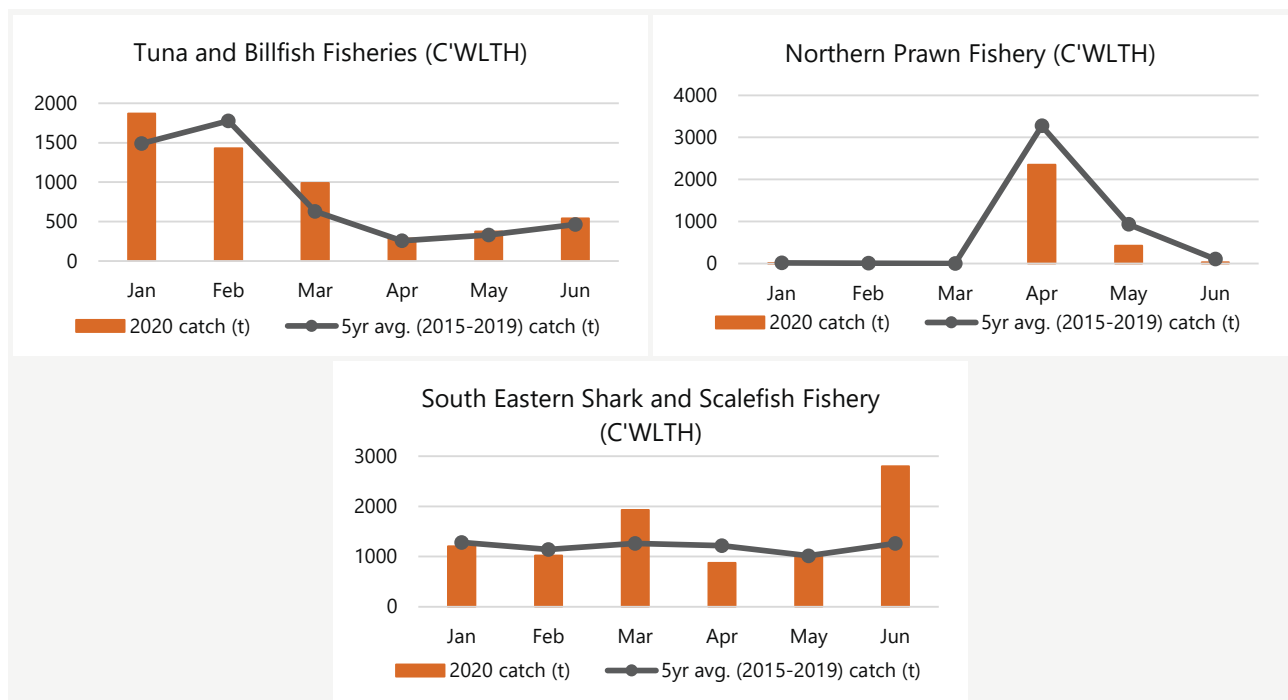 Tuna and Billfish Fisheries (C'WLTH)
2000
1500
1000
500
0
Jan Feb Mar Apr May Jun
2020 catch (t) 5yr avg. (2015-2019) catch (t)
Northern Prawn Fishery (C'WLTH)
4000
3000
2000
1000
0
Jan Feb Mar Apr May Jun
2020 catch (t) 5yr avg. (2015-2019) catch (t)
South Eastern Shark and Scalefish Fishery
(C'WLTH)
3000
2000
1000
0
Jan Feb Mar Apr May Jun
2020 catch (t) 5yr avg. (2015-2019) catch (t)